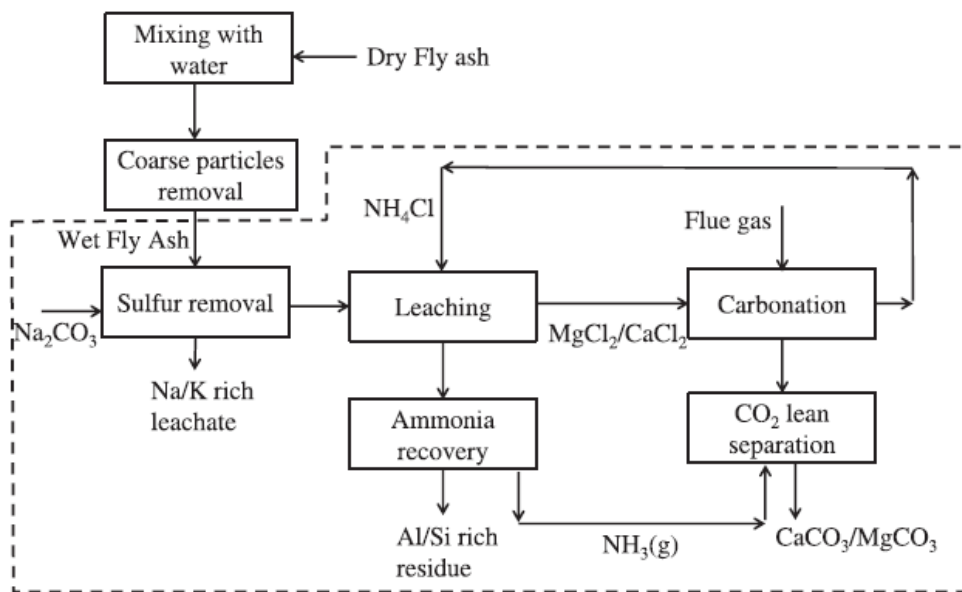 Mixing with
water
Dry Fly ash
Coarse particles
removal
NH₄Cl
Flue gas
Wet Fly Ash
Sulfur removal
Leaching
Carbonation
Na₂CO₃
MgCl₂/CaCl₂
Na/K rich
leachate
Ammonia
recovery
CO₂ lean
separation
Al/Si rich
residue
NH₃(g)
CaCO₃/MgCO₃